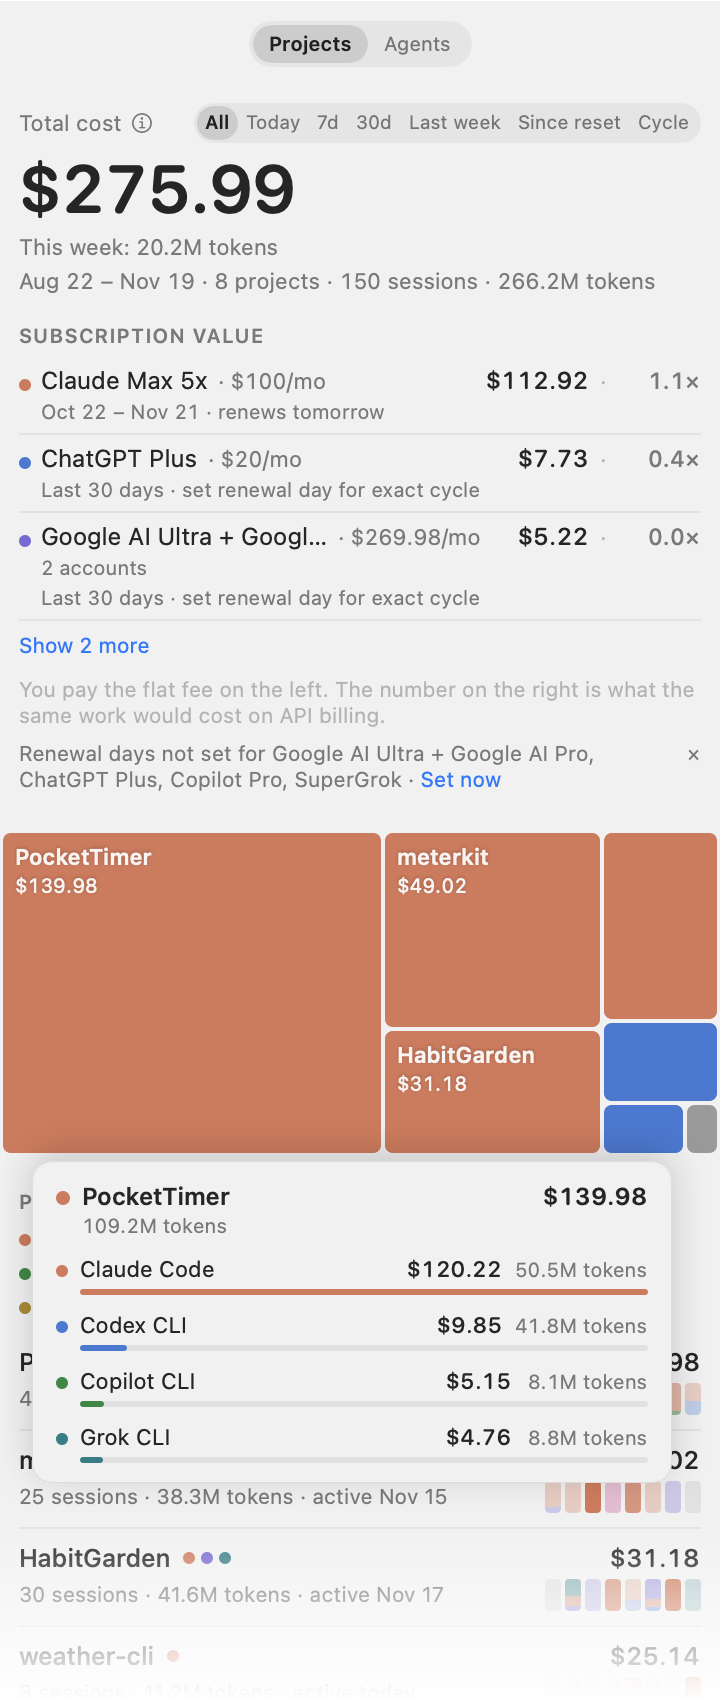 Projects Agents
Total cost
All Today 7d 30d Last week Since reset Cycle
$275.99
This week: 20.2M tokens
Aug 22 – Nov 19 · 8 projects · 150 sessions · 266.2M tokens
SUBSCRIPTION VALUE
Claude Max 5x · $100/mo $112.92 · 1.1×
Oct 22 – Nov 21 · renews tomorrow
ChatGPT Plus · $20/mo $7.73 · 0.4×
Last 30 days · set renewal day for exact cycle
Google AI Ultra + Googl... · $269.98/mo $5.22 · 0.0×
2 accounts
Last 30 days · set renewal day for exact cycle
Show 2 more
You pay the flat fee on the left. The number on the right is what the
same work would cost on API billing.
Renewal days not set for Google AI Ultra + Google AI Pro, ×
ChatGPT Plus, Copilot Pro, SuperGrok · Set now
PocketTimer
$139.98
meterkit
$49.02
HabitGarden
$31.18
PocketTimer $139.98
109.2M tokens
Claude Code $120.22 50.5M tokens
Codex CLI $9.85 41.8M tokens
Copilot CLI $5.15 8.1M tokens
Grok CLI $4.76 8.8M tokens
25 sessions · 38.3M tokens · active Nov 15
HabitGarden $31.18
30 sessions · 41.6M tokens · active Nov 17
weather-cli $25.14
8 sessions · 11.2M tokens · active today